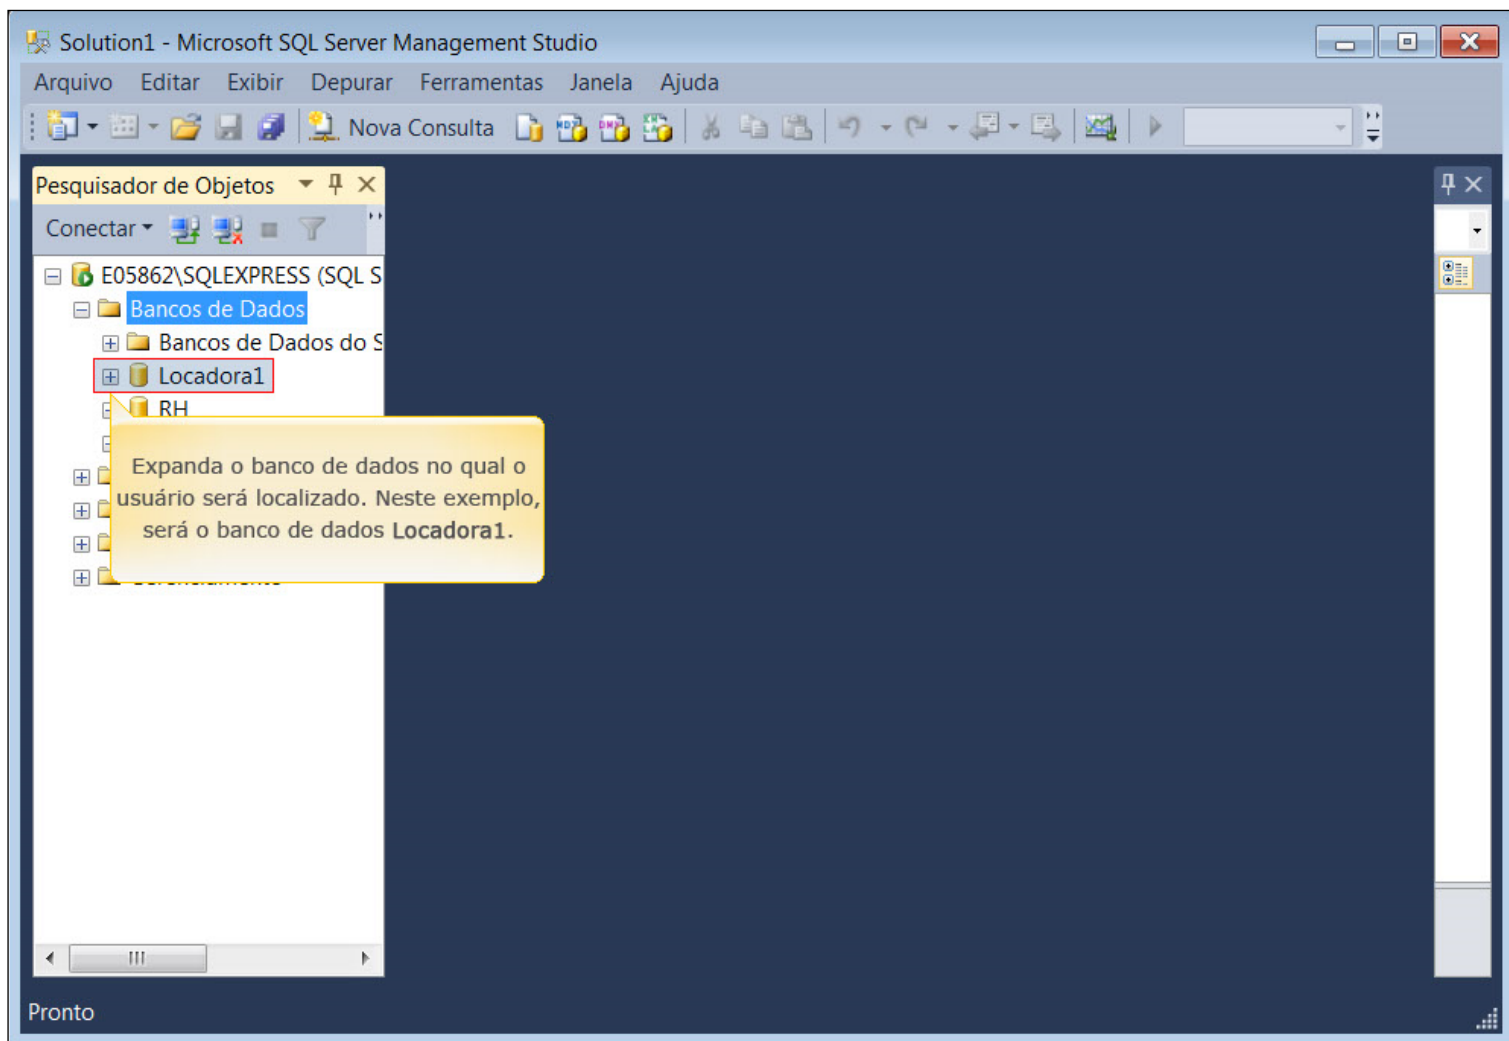 Solution1 - Microsoft SQL Server Management Studio
Arquivo Editar Exibir Depurar Ferramentas Janela Ajuda
Nova Consulta
Pesquisador de Objetos
Conectar
E05862\SQLEXPRESS (SQL S
Bancos de Dados
Bancos de Dados do S
Locadora1
RH
Expanda o banco de dados no qual o
usuário será localizado. Neste exemplo,
será o banco de dados Locadora1.
Pronto